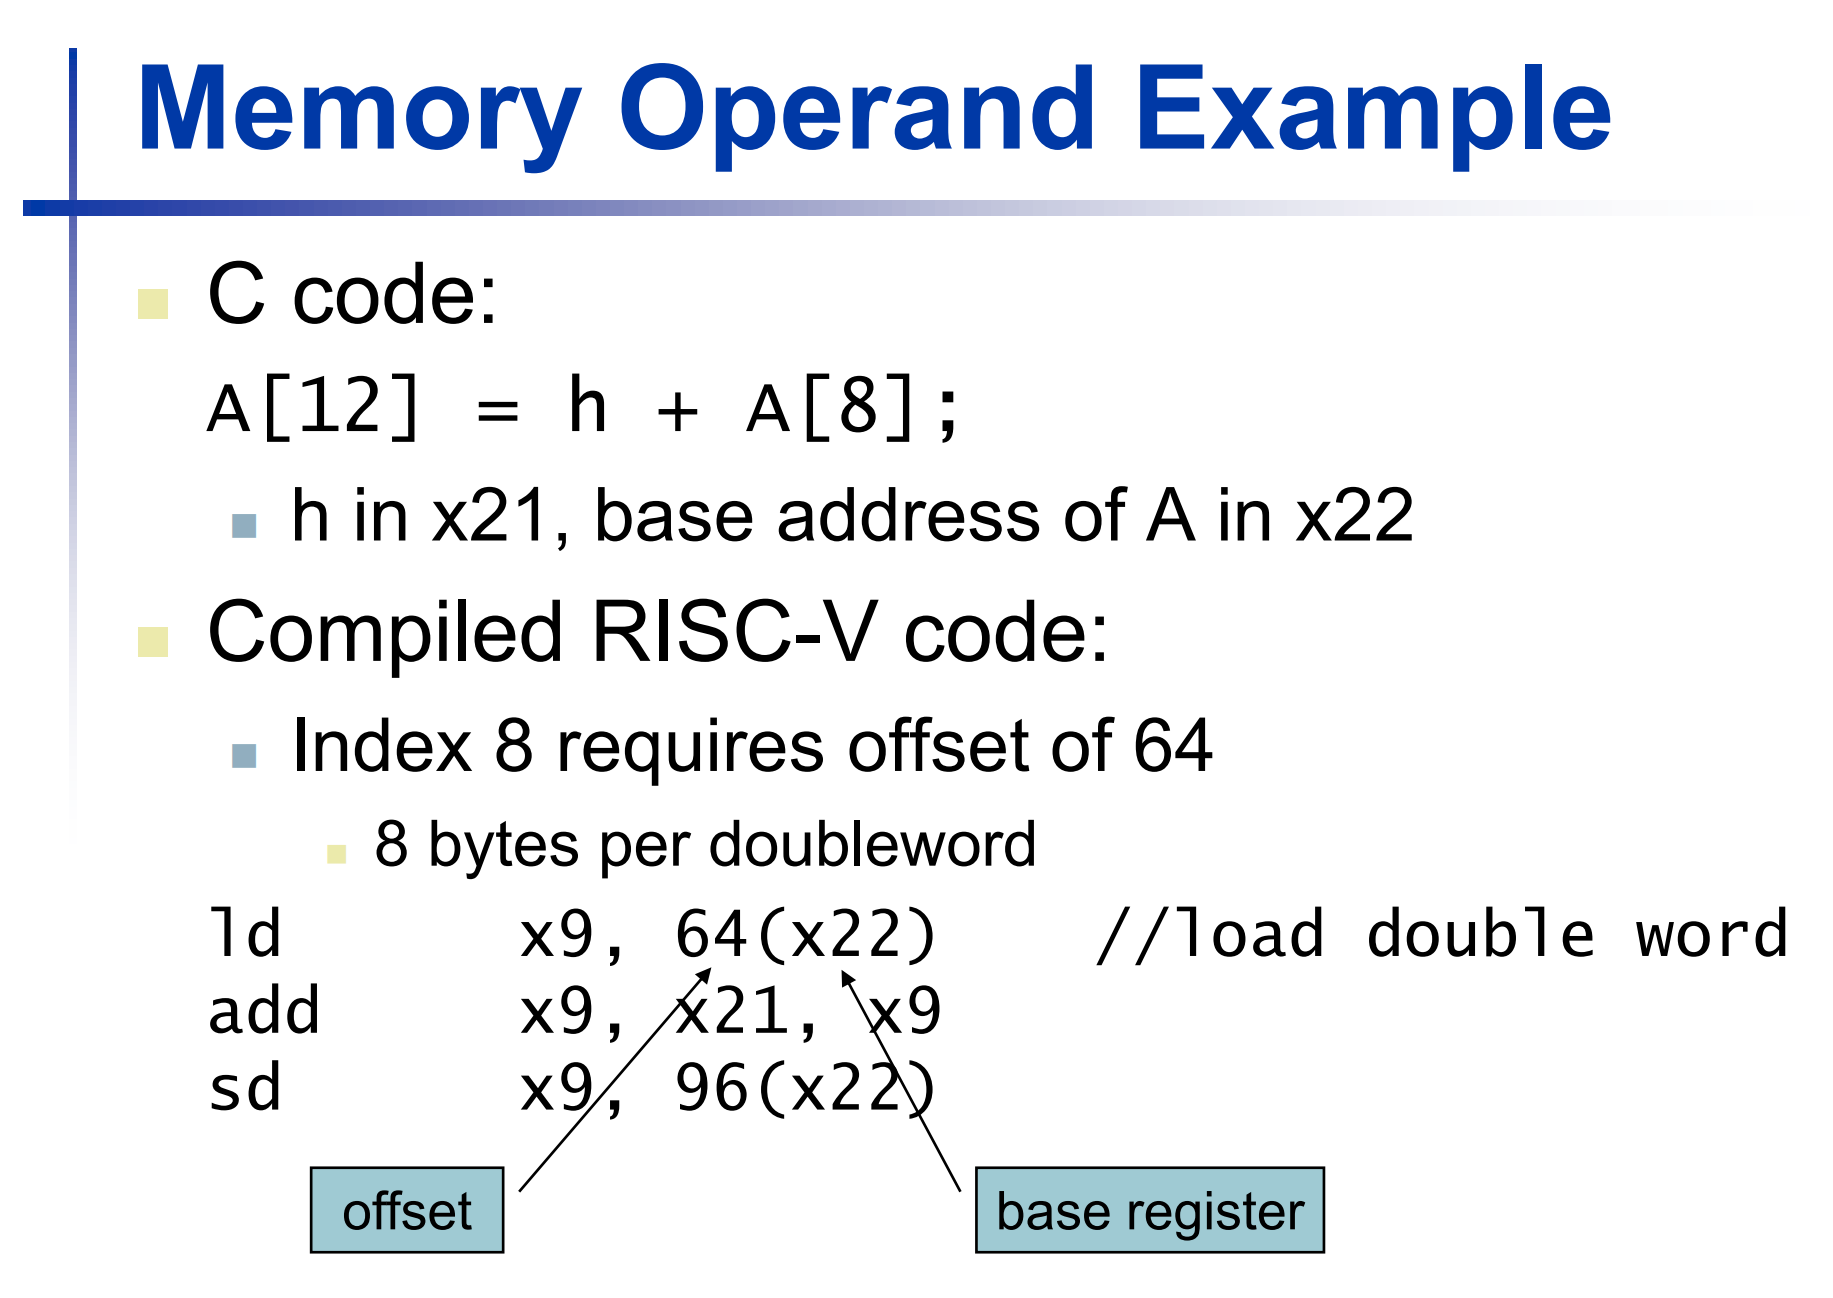 Memory Operand Example
C code:
A[12] = h + A[8];
h in x21, base address of A in x22
Compiled RISC-V code:
Index 8 requires offset of 64
8 bytes per doubleword
ld x9, 64(x22) //load double word
add x9, x21, x9
sd x9, 96(x22)
offset
base register